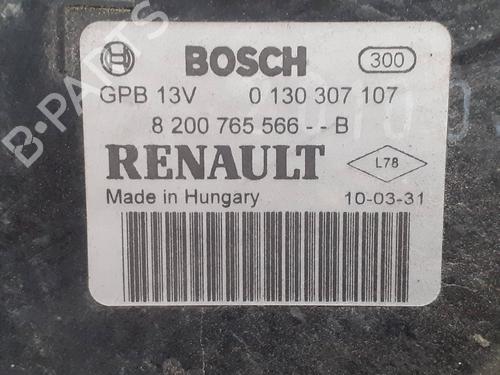 BOSCH 300
GPB 13V 0 130 307 107
8 200 765 566 - - B
RENAULT L78
Made in Hungary 10-03-31
B-PARTS